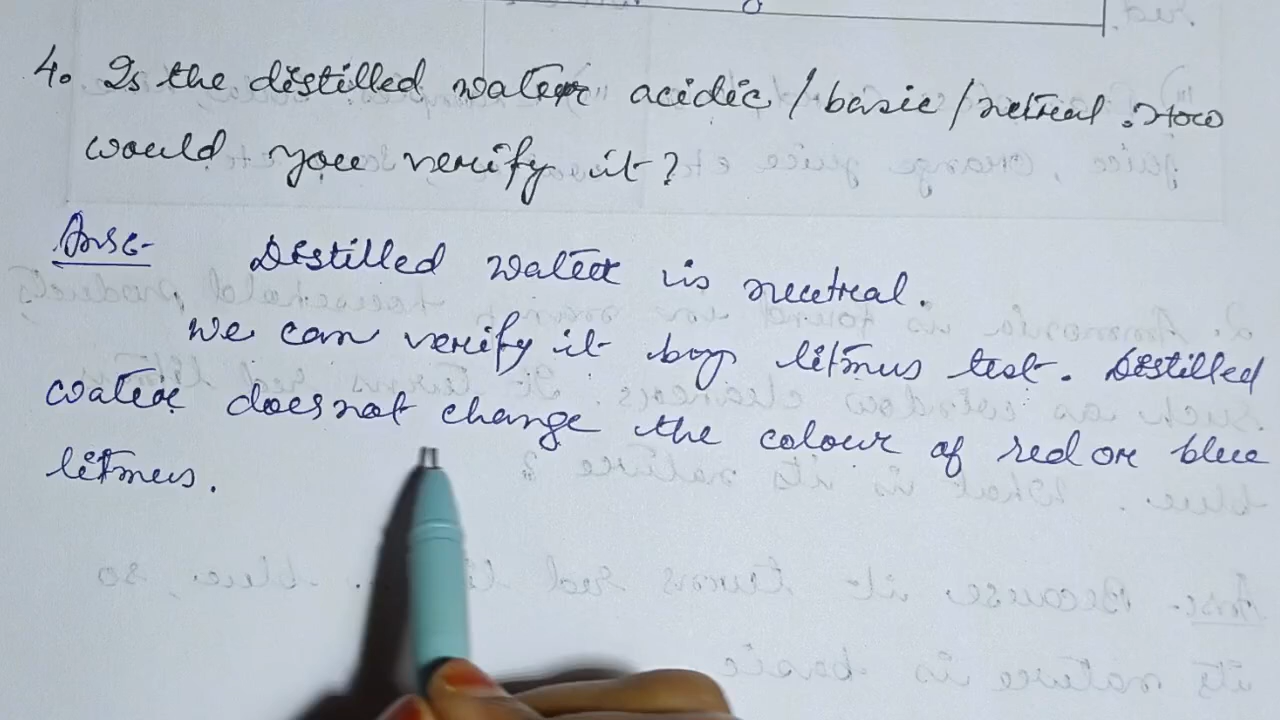 4. Is the distilled water acidic / basic / netreal. How
would you verify it?
Ans:- Distilled water is neutral.
We can verify it by litmus test. Distilled
water does not change the colour of red or blue
litmus.